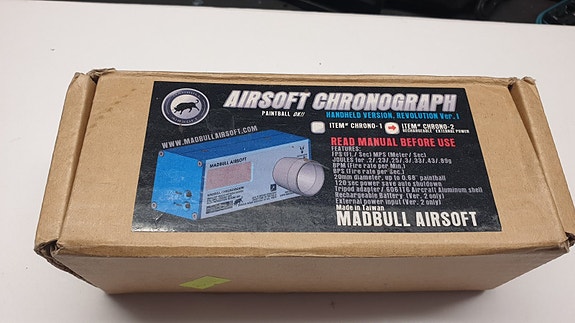 AIRSOFT CHRONOGRAPH
PAINTBALL OK!!
HANDHELD VERSION, REVOLUTION Ver.1
ITEM# CHRONO-1
ITEM# CHRONO-2
RECHARGEABLE EXTERNAL POWER
WWW.MADBULLAIRSOFT.COM
READ MANUAL BEFORE USE
FEATURES:
FPS (Ft / Sec) MPS (Meter / Sec)
JOULES for .2/.23/.25/.3/.33/.43/.89g
BPM (Fire rate per Min.)
BPS (Fire rate per Sec.)
20mm diameter, up to 0.68" paintball
120 sec power save auto shutdown
Tripod adapter/ 6061T6 Aircraft Aluminum shell
Rechargeable Battery (Ver. 2 only)
External power input (Ver. 2 only)
Made in Taiwan
MADBULL AIRSOFT
MADBULL AIRSOFT